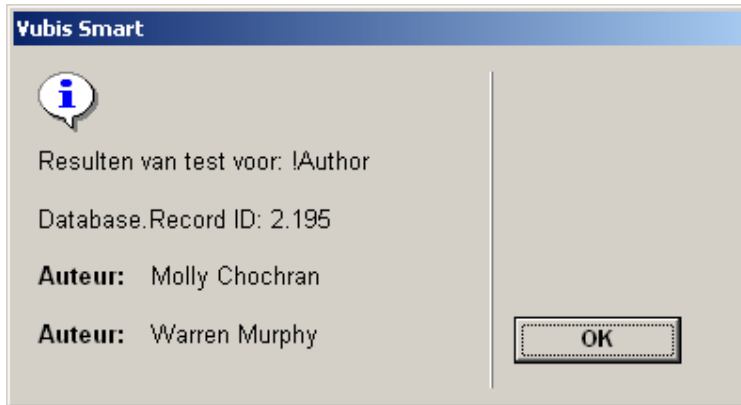 Vubis Smart
Resulten van test voor: !Author
Database.Record ID: 2.195
Auteur: Molly Chochran
Auteur: Warren Murphy
OK